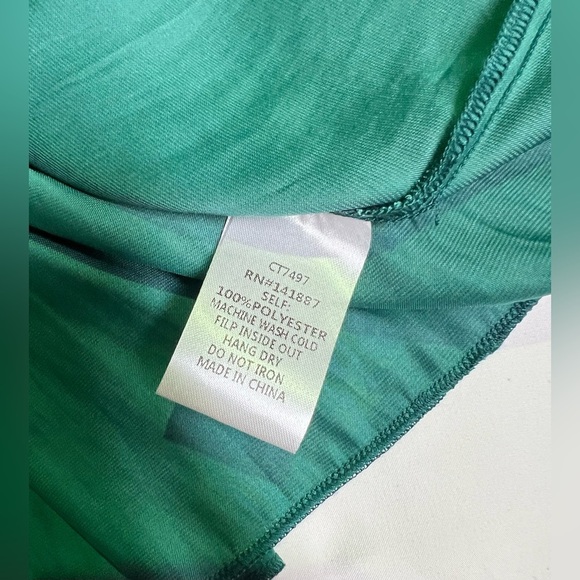 CT7497
RN#141887
SELF:
100%POLYESTER
MACHINE WASH COLD
FILP INSIDE OUT
HANG DRY
DO NOT IRON
MADE IN CHINA